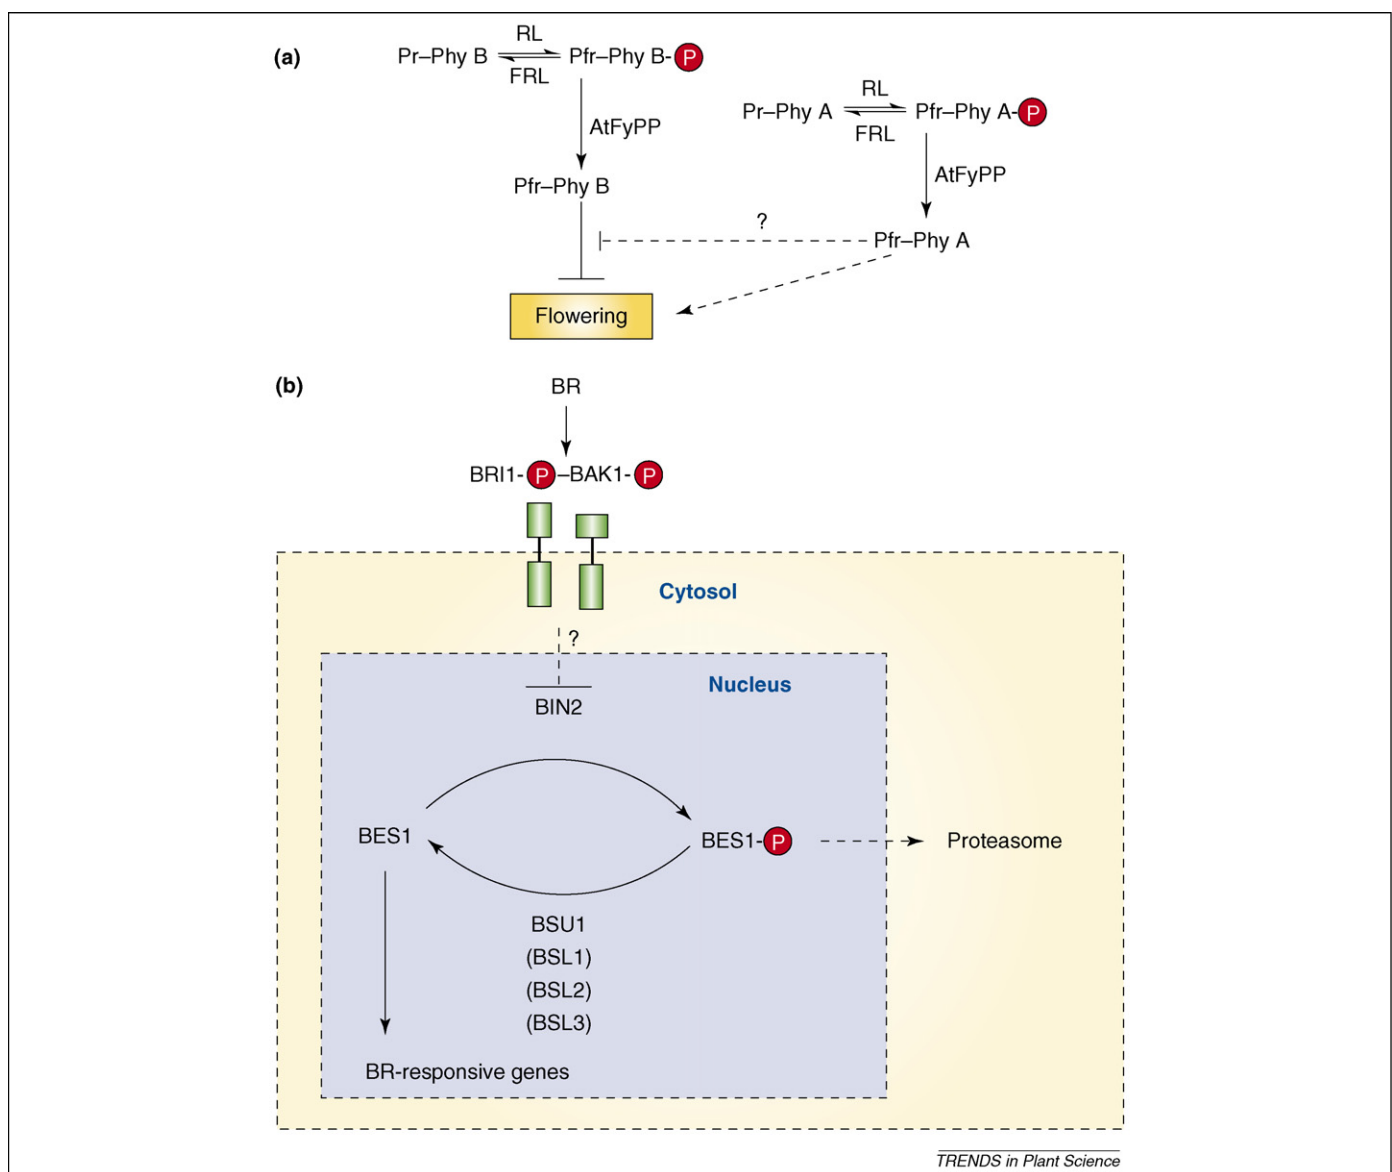 (a)
RL
Pr–Phy B Pfr–Phy B-P
FRL
RL
Pr–Phy A Pfr–Phy A-P
FRL
AtFyPP
AtFyPP
Pfr–Phy B
?
Pfr–Phy A
Flowering
(b)
BR
BRI1-P–BAK1-P
Cytosol
?
Nucleus
BIN2
BES1
BES1-P
Proteasome
BSU1
(BSL1)
(BSL2)
(BSL3)
BR-responsive genes
TRENDS in Plant Science